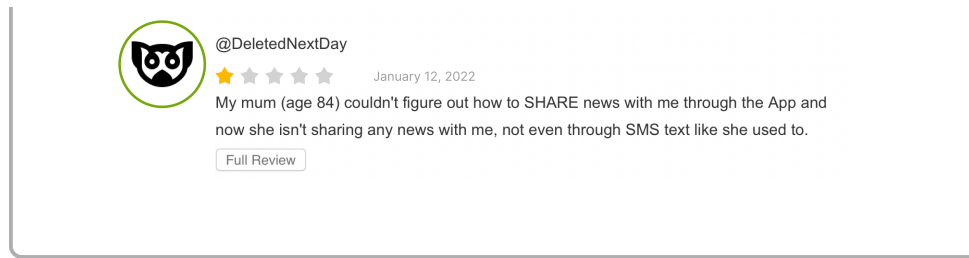 @DeletedNextDay
January 12, 2022
My mum (age 84) couldn't figure out how to SHARE news with me through the App and
now she isn't sharing any news with me, not even through SMS text like she used to.
Full Review